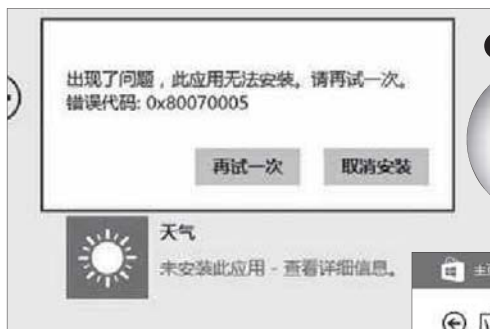 出现了问题，此应用无法安装。请再试一次。
错误代码: 0x80070005
再试一次
取消安装
天气
未安装此应用 - 查看详细信息。